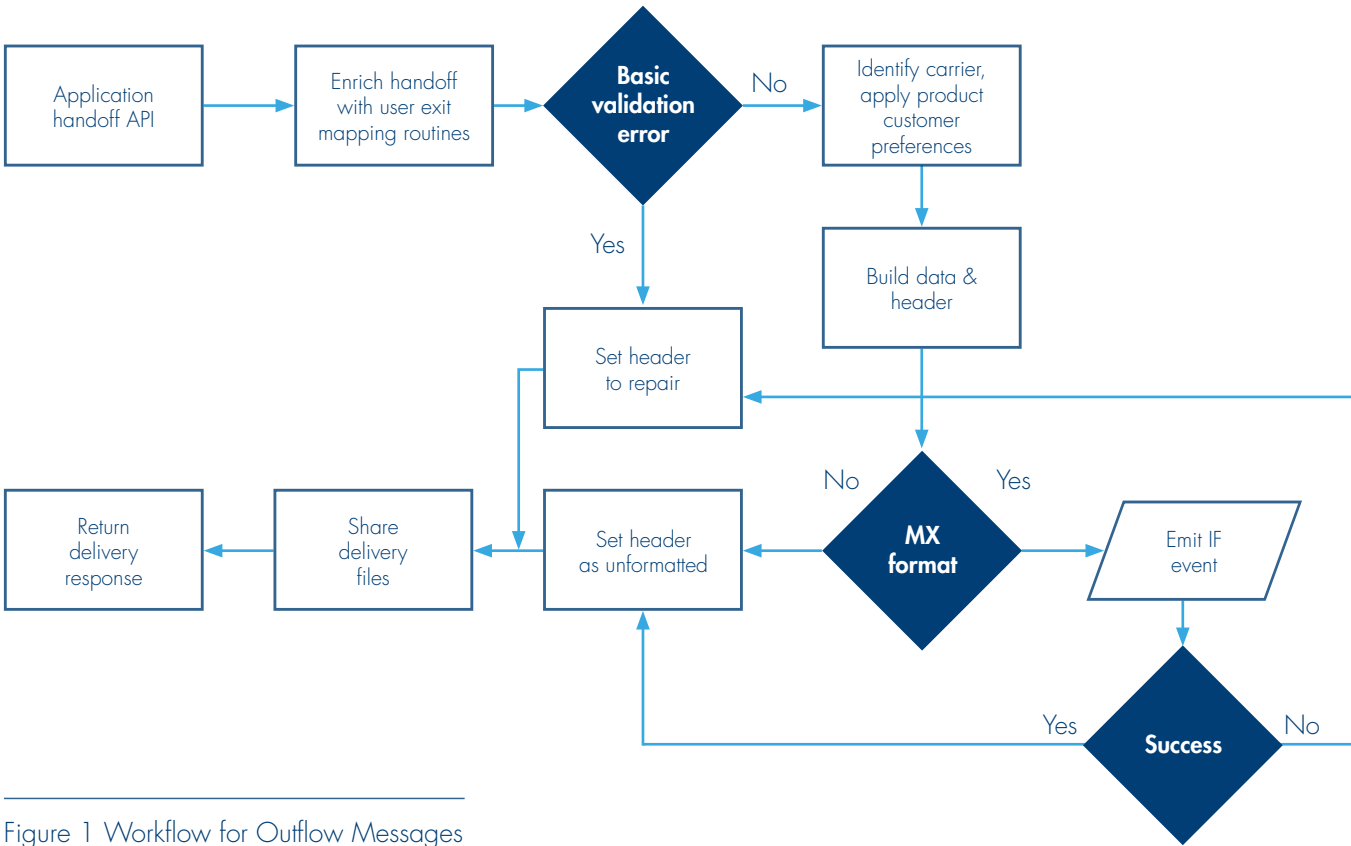 Application
handoff API
Enrich handoff
with user exit
mapping routines
Basic
validation
error
No
Identify carrier,
apply product
customer
preferences
Yes
Build data &
header
Set header
to repair
No
Yes
Return
delivery
response
Share
delivery
files
Set header
as unformatted
MX
format
Emit IF
event
Yes
Success
No
Figure 1 Workflow for Outflow Messages